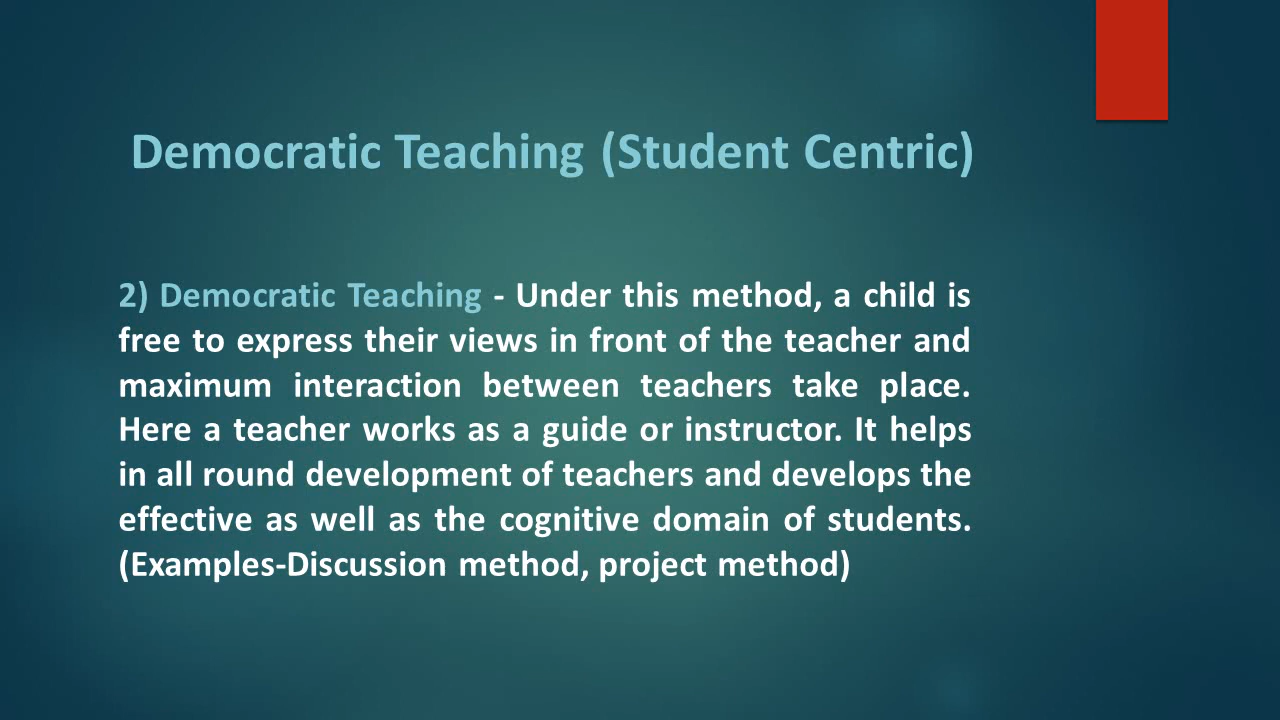 Democratic Teaching (Student Centric)
2) Democratic Teaching - Under this method, a child is
free to express their views in front of the teacher and
maximum interaction between teachers take place.
Here a teacher works as a guide or instructor. It helps
in all round development of teachers and develops the
effective as well as the cognitive domain of students.
(Examples-Discussion method, project method)